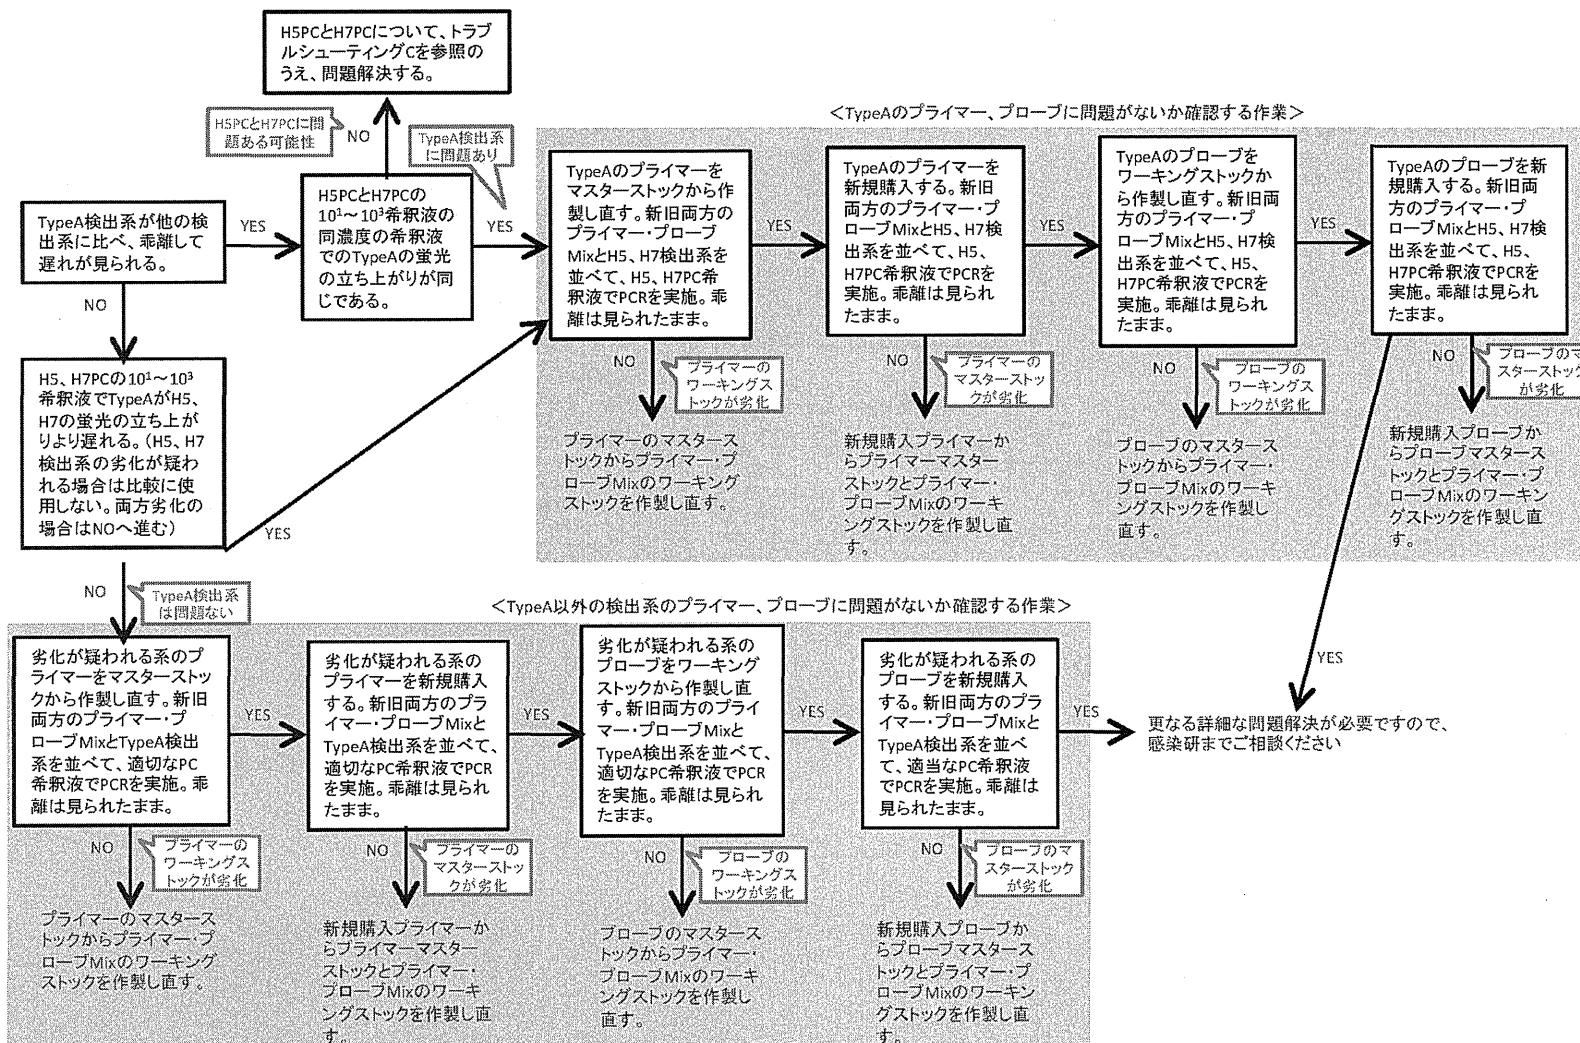 H5PCとH7PCについて、トラ
ブルシューティングCを参照の
うえ、問題解決する。
H5PCとH7PCに問
題ある可能性
NO
TypeA検出系
に問題あり
TypeA検出系が他の検
出系に比べ、乖離して
遅れが見られる。
YES
H5PCとH7PCの
10¹～10³希釈液の
同濃度の希釈液
でのTypeAの蛍光
の立ち上がりが同
じである。
YES
NO
H5、H7PCの10¹～10³
希釈液でTypeAがH5、
H7の蛍光の立ち上が
りより遅れる。(H5、H7
検出系の劣化が疑わ
れる場合は比較に使
用しない。両方劣化の
場合はNOへ進む)
YES
NO
TypeA検出系
は問題ない
＜TypeAのプライマー、プローブに問題がないか確認する作業＞
TypeAのプライマーを
マスターストックから作
製し直す。新旧両方の
プライマー・プローブ
MixとH5、H7検出系を
並べて、H5、H7PC希
釈液でPCRを実施。乖
離は見られたまま。
YES
NO
プライマーの
ワーキングス
トックが劣化
プライマーのマスタース
トックからプライマー・プ
ローブMixのワーキング
ストックを作製し直す。
TypeAのプライマーを
新規購入する。新旧
両方のプライマー・プ
ローブMixとH5、H7検
出系を並べて、H5、
H7PC希釈液でPCRを
実施。乖離は見られ
たまま。
YES
NO
プライマーの
マスターストッ
クが劣化
新規購入プライマーか
らプライマーマスター
ストックとプライマー・
プローブMixのワーキ
ングストックを作製し直
す。
TypeAのプローブを
ワーキングストックか
ら作製し直す。新旧両
方のプライマー・プ
ローブMixとH5、H7検
出系を並べて、H5、
H7PC希釈液でPCRを
実施。乖離は見られ
たまま。
YES
NO
プローブの
ワーキングス
トックが劣化
プローブのマスタース
トックからプライマー・
プローブMixのワーキ
ングストックを作製し
直す。
TypeAのプローブを新
規購入する。新旧両
方のプライマー・プロー
ブMixとH5、H7検出系
を並べて、H5、H7PC希
釈液でPCRを実施。乖
離は見られたまま。
NO
プローブのマ
スターストック
が劣化
新規購入プローブか
らプローブマスタース
トックとプライマー・プ
ローブMixのワーキン
グストックを作製し直
す。
YES
＜TypeA以外の検出系のプライマー、プローブに問題がないか確認する作業＞
劣化が疑われる系のプ
ライマーをマスターストッ
クから作製し直す。新旧
両方のプライマー・プ
ローブMixとTypeA検出
系を並べて、適切なPC
希釈液でPCRを実施。乖
離は見られたまま。
YES
NO
プライマーの
ワーキングス
トックが劣化
プライマーのマスタース
トックからプライマー・プ
ローブMixのワーキング
ストックを作製し直す。
劣化が疑われる系の
プライマーを新規購入
する。新旧両方のプラ
イマー・プローブMixと
TypeA検出系を並べて、
適切なPC希釈液でPCR
を実施。乖離は見られ
たまま。
YES
NO
プライマーの
マスターストッ
クが劣化
新規購入プライマーか
らプライマーマスター
ストックとプライマー・
プローブMixのワーキ
ングストックを作製し直
す。
劣化が疑われる系の
プローブをワーキング
ストックから作製し直
す。新旧両方のプライ
マー・プローブMixと
TypeA検出系を並べて、
適切なPC希釈液でPCR
を実施。乖離は見られ
たまま。
YES
NO
プローブの
ワーキングス
トックが劣化
プローブのマスタース
トックからプライマー・
プローブMixのワーキ
ングストックを作製し
直す。
劣化が疑われる系の
プローブを新規購入
する。新旧両方のプラ
イマー・プローブMixと
TypeA検出系を並べ
て、適当なPC希釈液
でPCRを実施。乖離は
見られたまま。
YES
NO
プローブのマ
スターストック
が劣化
新規購入プローブか
らプローブマスタース
トックとプライマー・プ
ローブMixのワーキン
グストックを作製し直
す。
更なる詳細な問題解決が必要ですので、
感染研までご相談ください